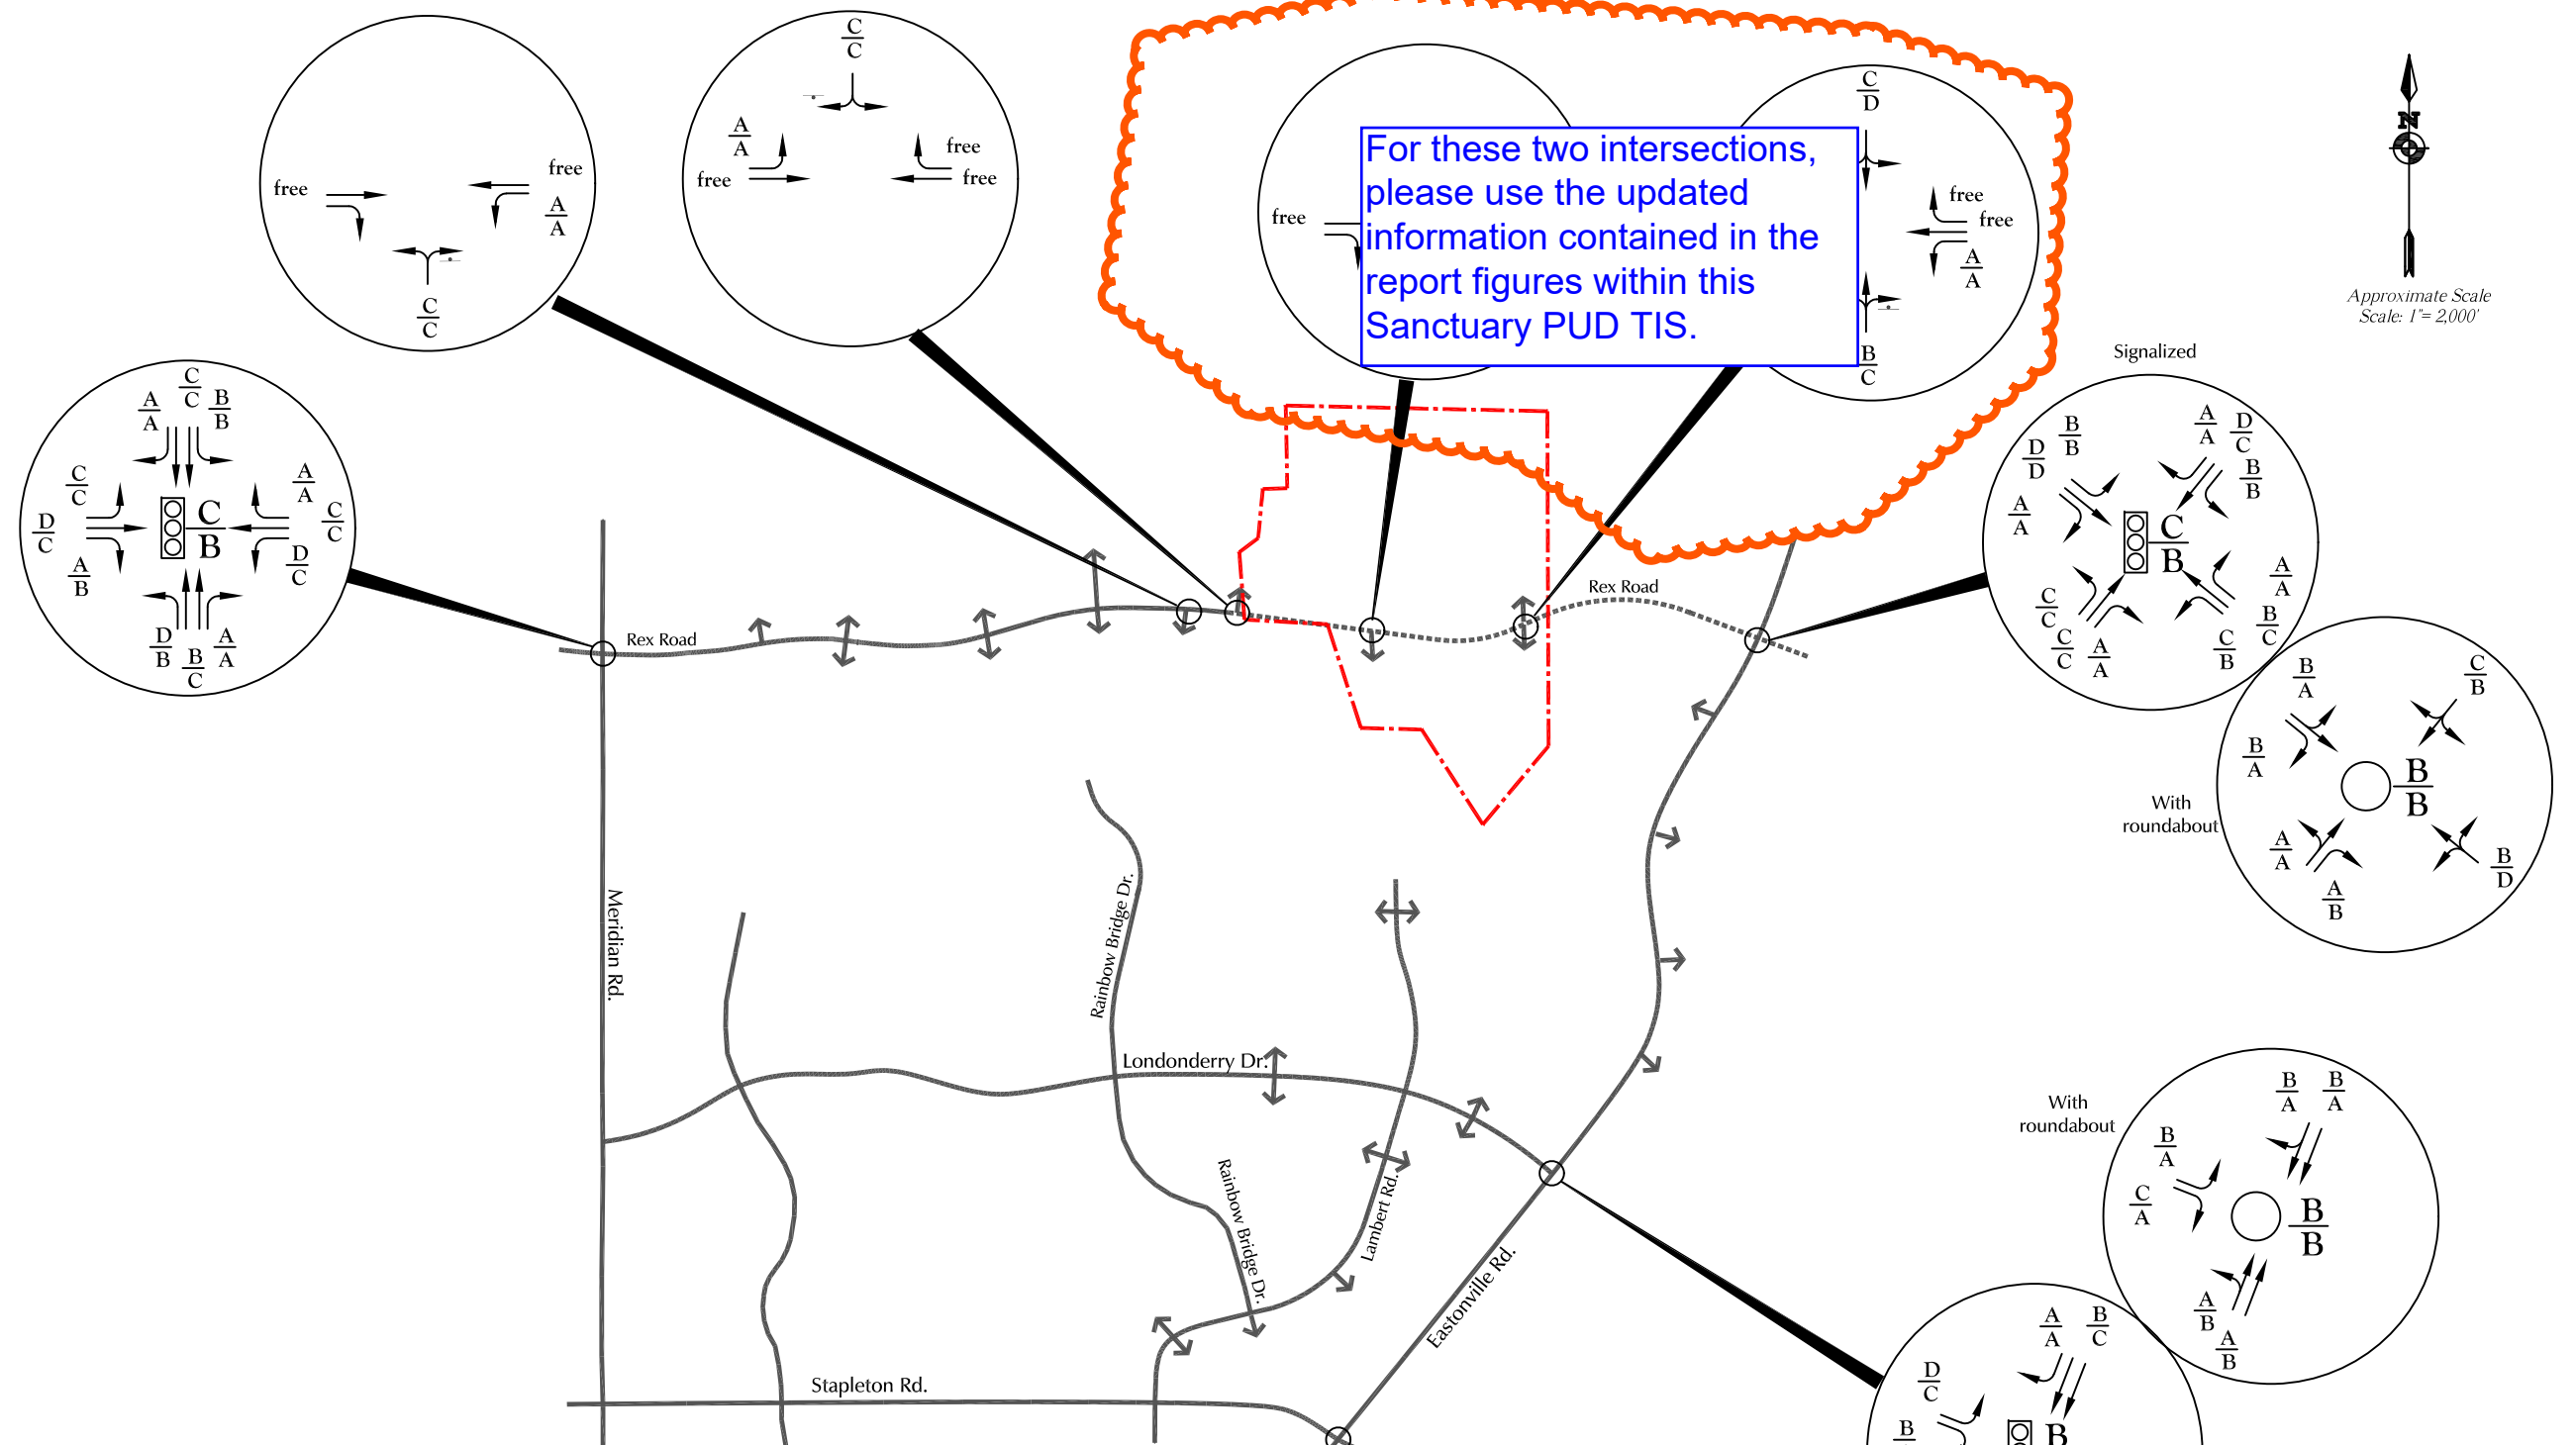 C
C
free
free
A
A
C
C
A
A
free
free
free
C
D
free
free
free
A
A
B
C
For these two intersections,
please use the updated
information contained in the
report figures within this
Sanctuary PUD TIS.
N
Approximate Scale
Scale: 1"= 2,000'
A
A
C
C
B
B
C
C
D
C
A
B
C
B
A
A
C
C
D
C
D
B
B
C
A
A
Signalized
B
B
D
D
A
A
A
A
D
C
B
B
C
B
C
C
C
C
A
A
A
A
B
C
C
B
Rex Road
Rex Road
With
roundabout
B
A
C
B
B
A
B
B
A
A
A
B
B
D
Meridian Rd.
Rainbow Bridge Dr.
Londonderry Dr.
Rainbow Bridge Dr.
Lambert Rd.
Eastonville Rd.
Stapleton Rd.
With
roundabout
B
A
B
A
B
A
C
A
B
B
A
B
A
B
A
A
B
C
D
C
B
B